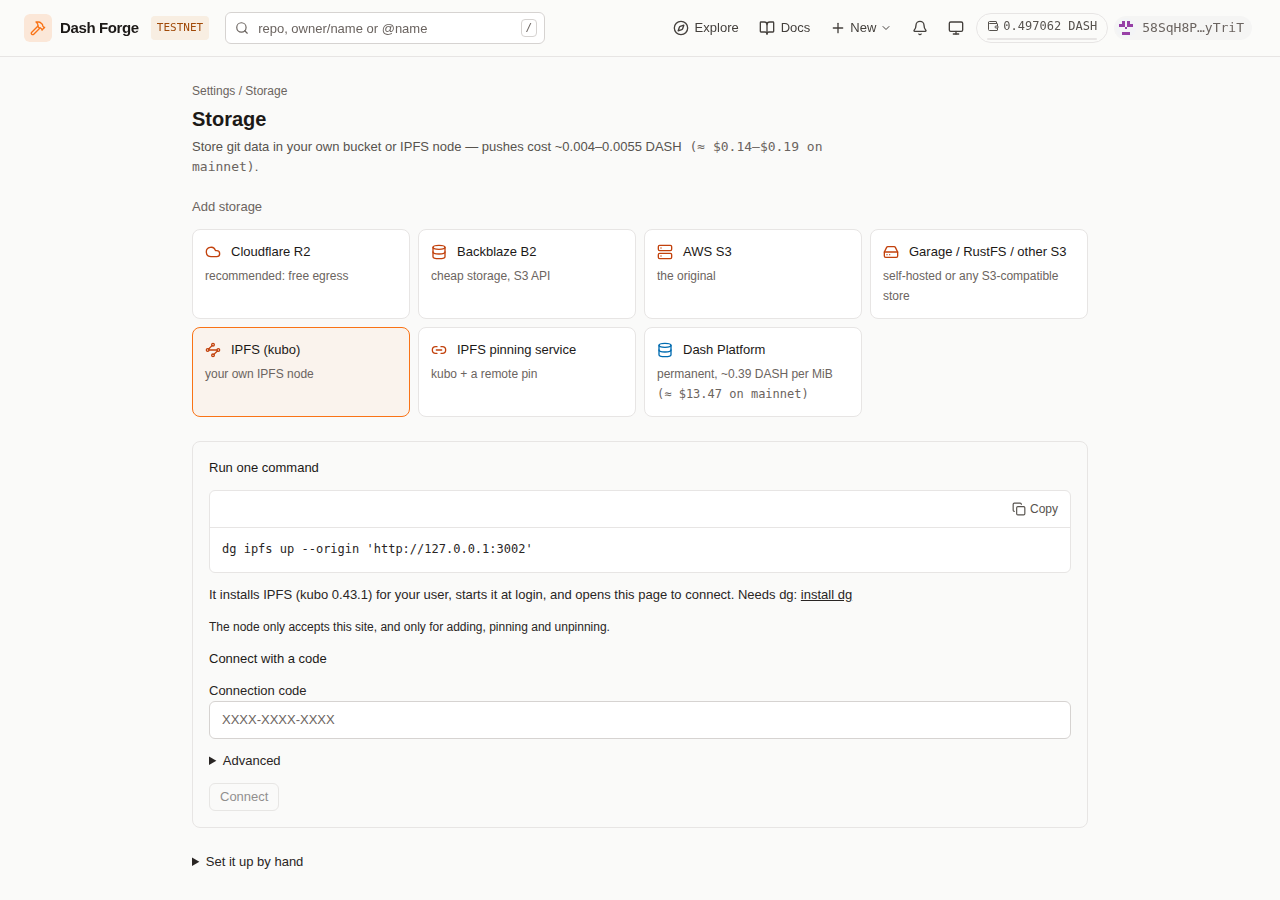 Dash Forge TESTNET repo, owner/name or @name / Explore Docs New 0.497062 DASH 58SqH8P…yTriT
Settings / Storage
Storage
Store git data in your own bucket or IPFS node — pushes cost ~0.004–0.0055 DASH (≈ $0.14–$0.19 on
mainnet).
Add storage
Cloudflare R2
recommended: free egress
Backblaze B2
cheap storage, S3 API
AWS S3
the original
Garage / RustFS / other S3
self-hosted or any S3-compatible
store
IPFS (kubo)
your own IPFS node
IPFS pinning service
kubo + a remote pin
Dash Platform
permanent, ~0.39 DASH per MiB
(≈ $13.47 on mainnet)
Run one command
Copy
dg ipfs up --origin 'http://127.0.0.1:3002'
It installs IPFS (kubo 0.43.1) for your user, starts it at login, and opens this page to connect. Needs dg: install dg
The node only accepts this site, and only for adding, pinning and unpinning.
Connect with a code
Connection code
XXXX-XXXX-XXXX
Advanced
Connect
Set it up by hand